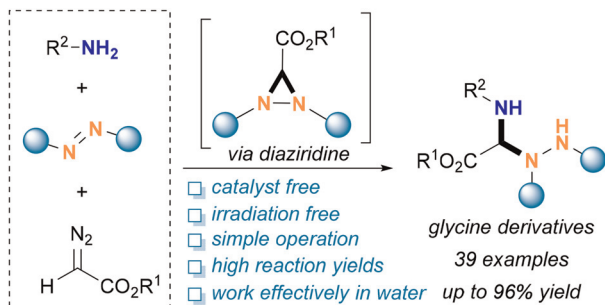 R²–NH₂
+
N=N
+
N₂
H CO₂R¹
CO₂R¹
N–N
via diaziridine
catalyst free
irradiation free
simple operation
high reaction yields
work effectively in water
R² NH H
R¹O₂C N N
glycine derivatives
39 examples
up to 96% yield